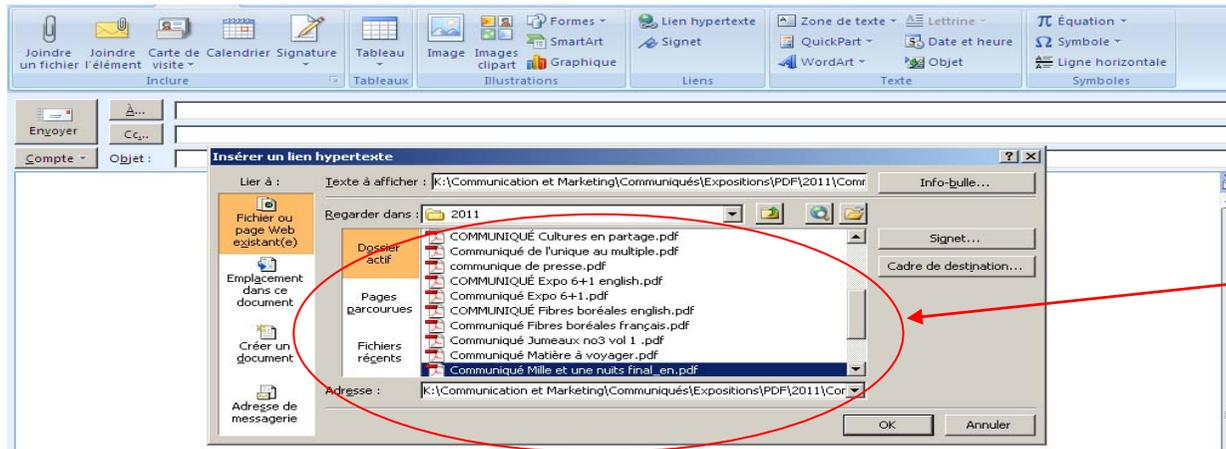 Joindre un fichier
Joindre l'élément
Carte de visite
Calendrier
Signature
Tableau
Image
Images clipart
Formes
SmartArt
Graphique
Lien hypertexte
Signet
Zone de texte
QuickPart
WordArt
Lettrine
Date et heure
Objet
π Équation
Ω Symbole
Ligne horizontale
Inclure
Tableaux
Illustrations
Liens
Texte
Symboles
Envoyer
À...
Cc...
Compte
Objet :
Insérer un lien hypertexte
Lier à :
Texte à afficher : K:\Communication et Marketing\Communiqués\Expositions\PDF\2011\Comm
Info-bulle...
Fichier ou page Web existant(e)
Regarder dans : 2011
Dossier actif
COMMUNIQUÉ Cultures en partage.pdf
Signet...
Communiqué de l'unique au multiple.pdf
communique de presse.pdf
Cadre de destination...
Emplacement dans ce document
COMMUNIQUÉ Expo 6+1 english.pdf
Pages parcourues
Communiqué Expo 6+1.pdf
COMMUNIQUÉ Fibres boréales english.pdf
Communiqué Fibres boréales français.pdf
Créer un document
Fichiers récents
Communiqué Jumeaux no3 vol 1 .pdf
Communiqué Matière à voyager.pdf
Communiqué Mille et une nuits final_en.pdf
Adresse : K:\Communication et Marketing\Communiqués\Expositions\PDF\2011\Cor
Adresse de messagerie
OK
Annuler